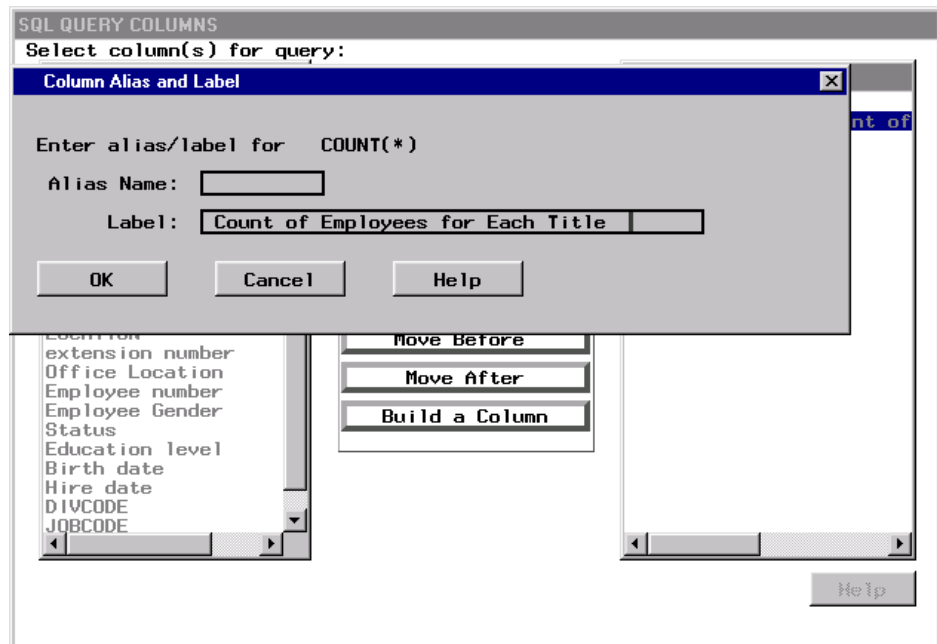 SQL QUERY COLUMNS
Select column(s) for query:
Column Alias and Label
nt of
Enter alias/label for COUNT(*)
Alias Name:
Label: Count of Employees for Each Title
OK Cancel Help
Location
extension number
Office Location
Employee number
Employee Gender
Status
Education level
Birth date
Hire date
DIVCODE
JOBCODE
Move Before
Move After
Build a Column
Help